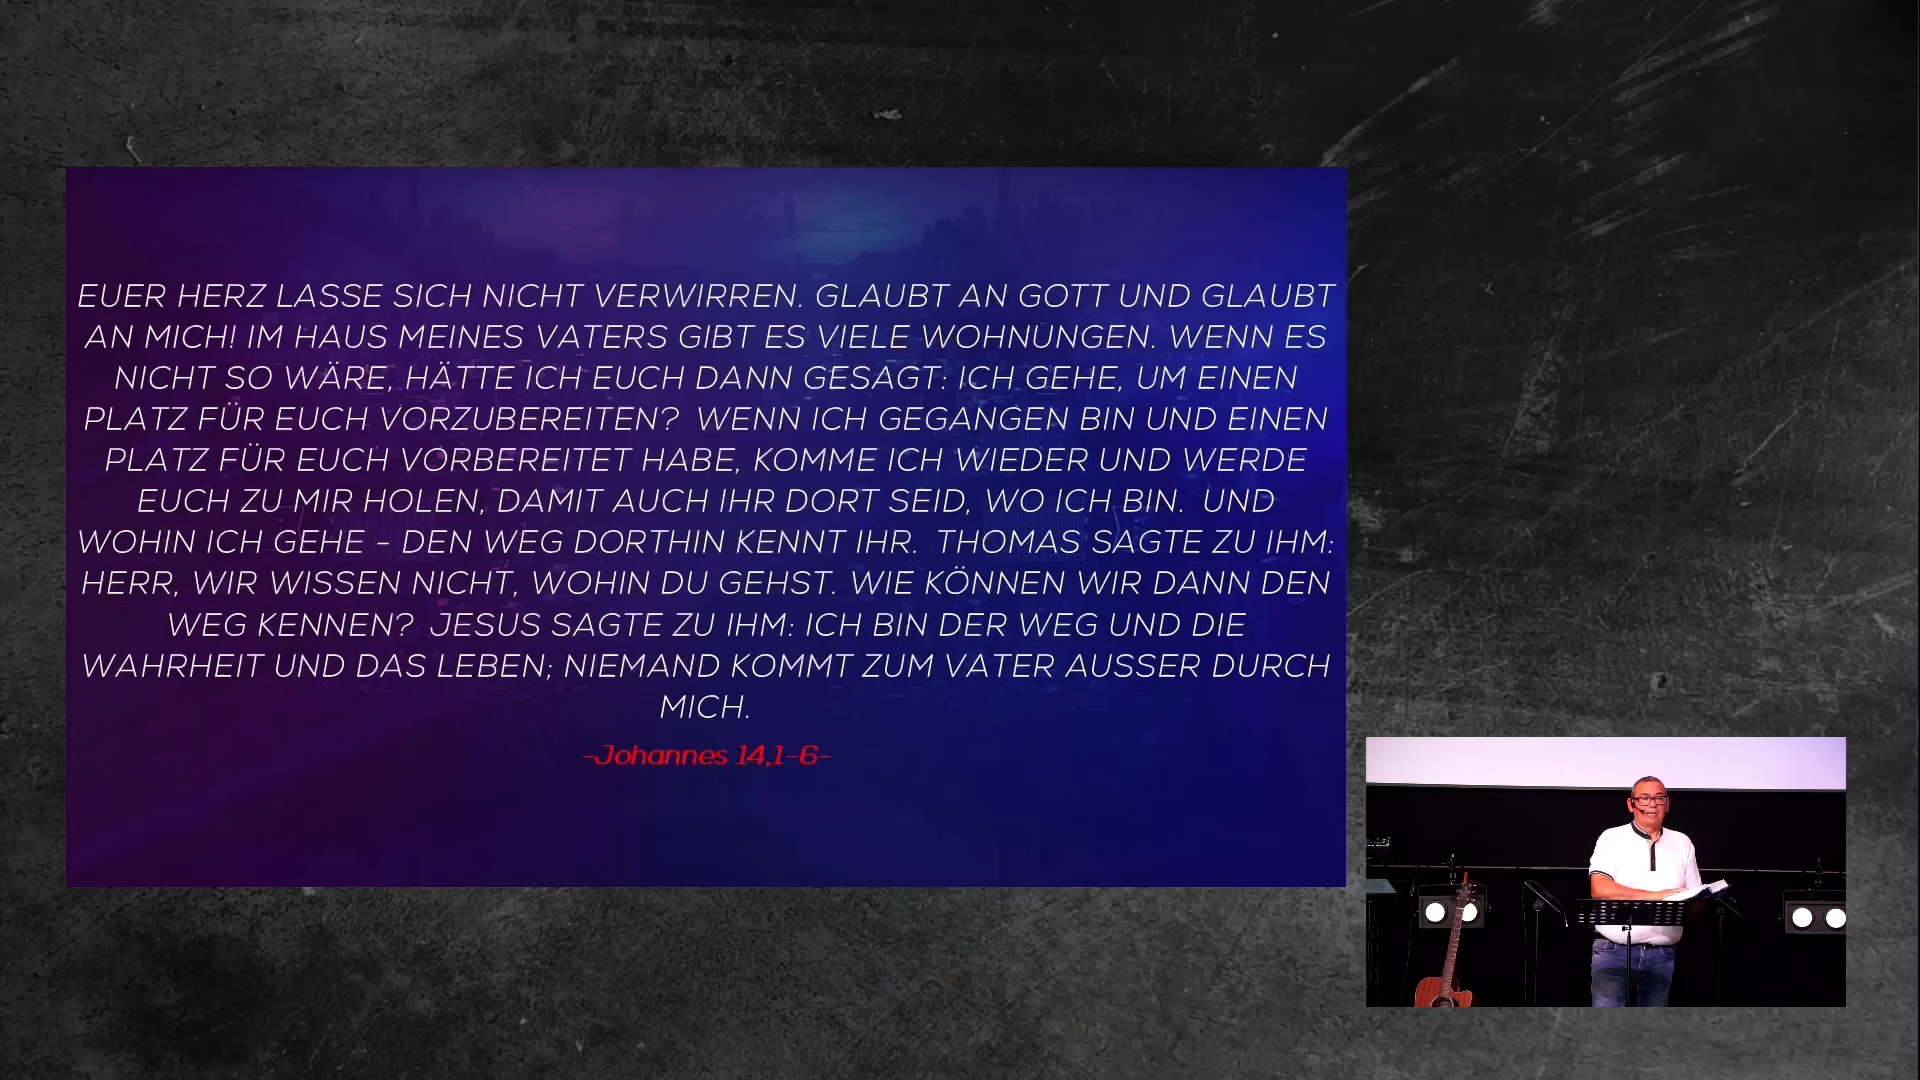 EUER HERZ LASSE SICH NICHT VERWIRREN. GLAUBT AN GOTT UND GLAUBT
AN MICH! IM HAUS MEINES VATERS GIBT ES VIELE WOHNUNGEN. WENN ES
NICHT SO WÄRE, HÄTTE ICH EUCH DANN GESAGT: ICH GEHE, UM EINEN
PLATZ FÜR EUCH VORZUBEREITEN? WENN ICH GEGANGEN BIN UND EINEN
PLATZ FÜR EUCH VORBEREITET HABE, KOMME ICH WIEDER UND WERDE
EUCH ZU MIR HOLEN, DAMIT AUCH IHR DORT SEID, WO ICH BIN. UND
WOHIN ICH GEHE - DEN WEG DORTHIN KENNT IHR. THOMAS SAGTE ZU IHM:
HERR, WIR WISSEN NICHT, WOHIN DU GEHST. WIE KÖNNEN WIR DANN DEN
WEG KENNEN? JESUS SAGTE ZU IHM: ICH BIN DER WEG UND DIE
WAHRHEIT UND DAS LEBEN; NIEMAND KOMMT ZUM VATER AUSSER DURCH
MICH.
-Johannes 14,1-6-